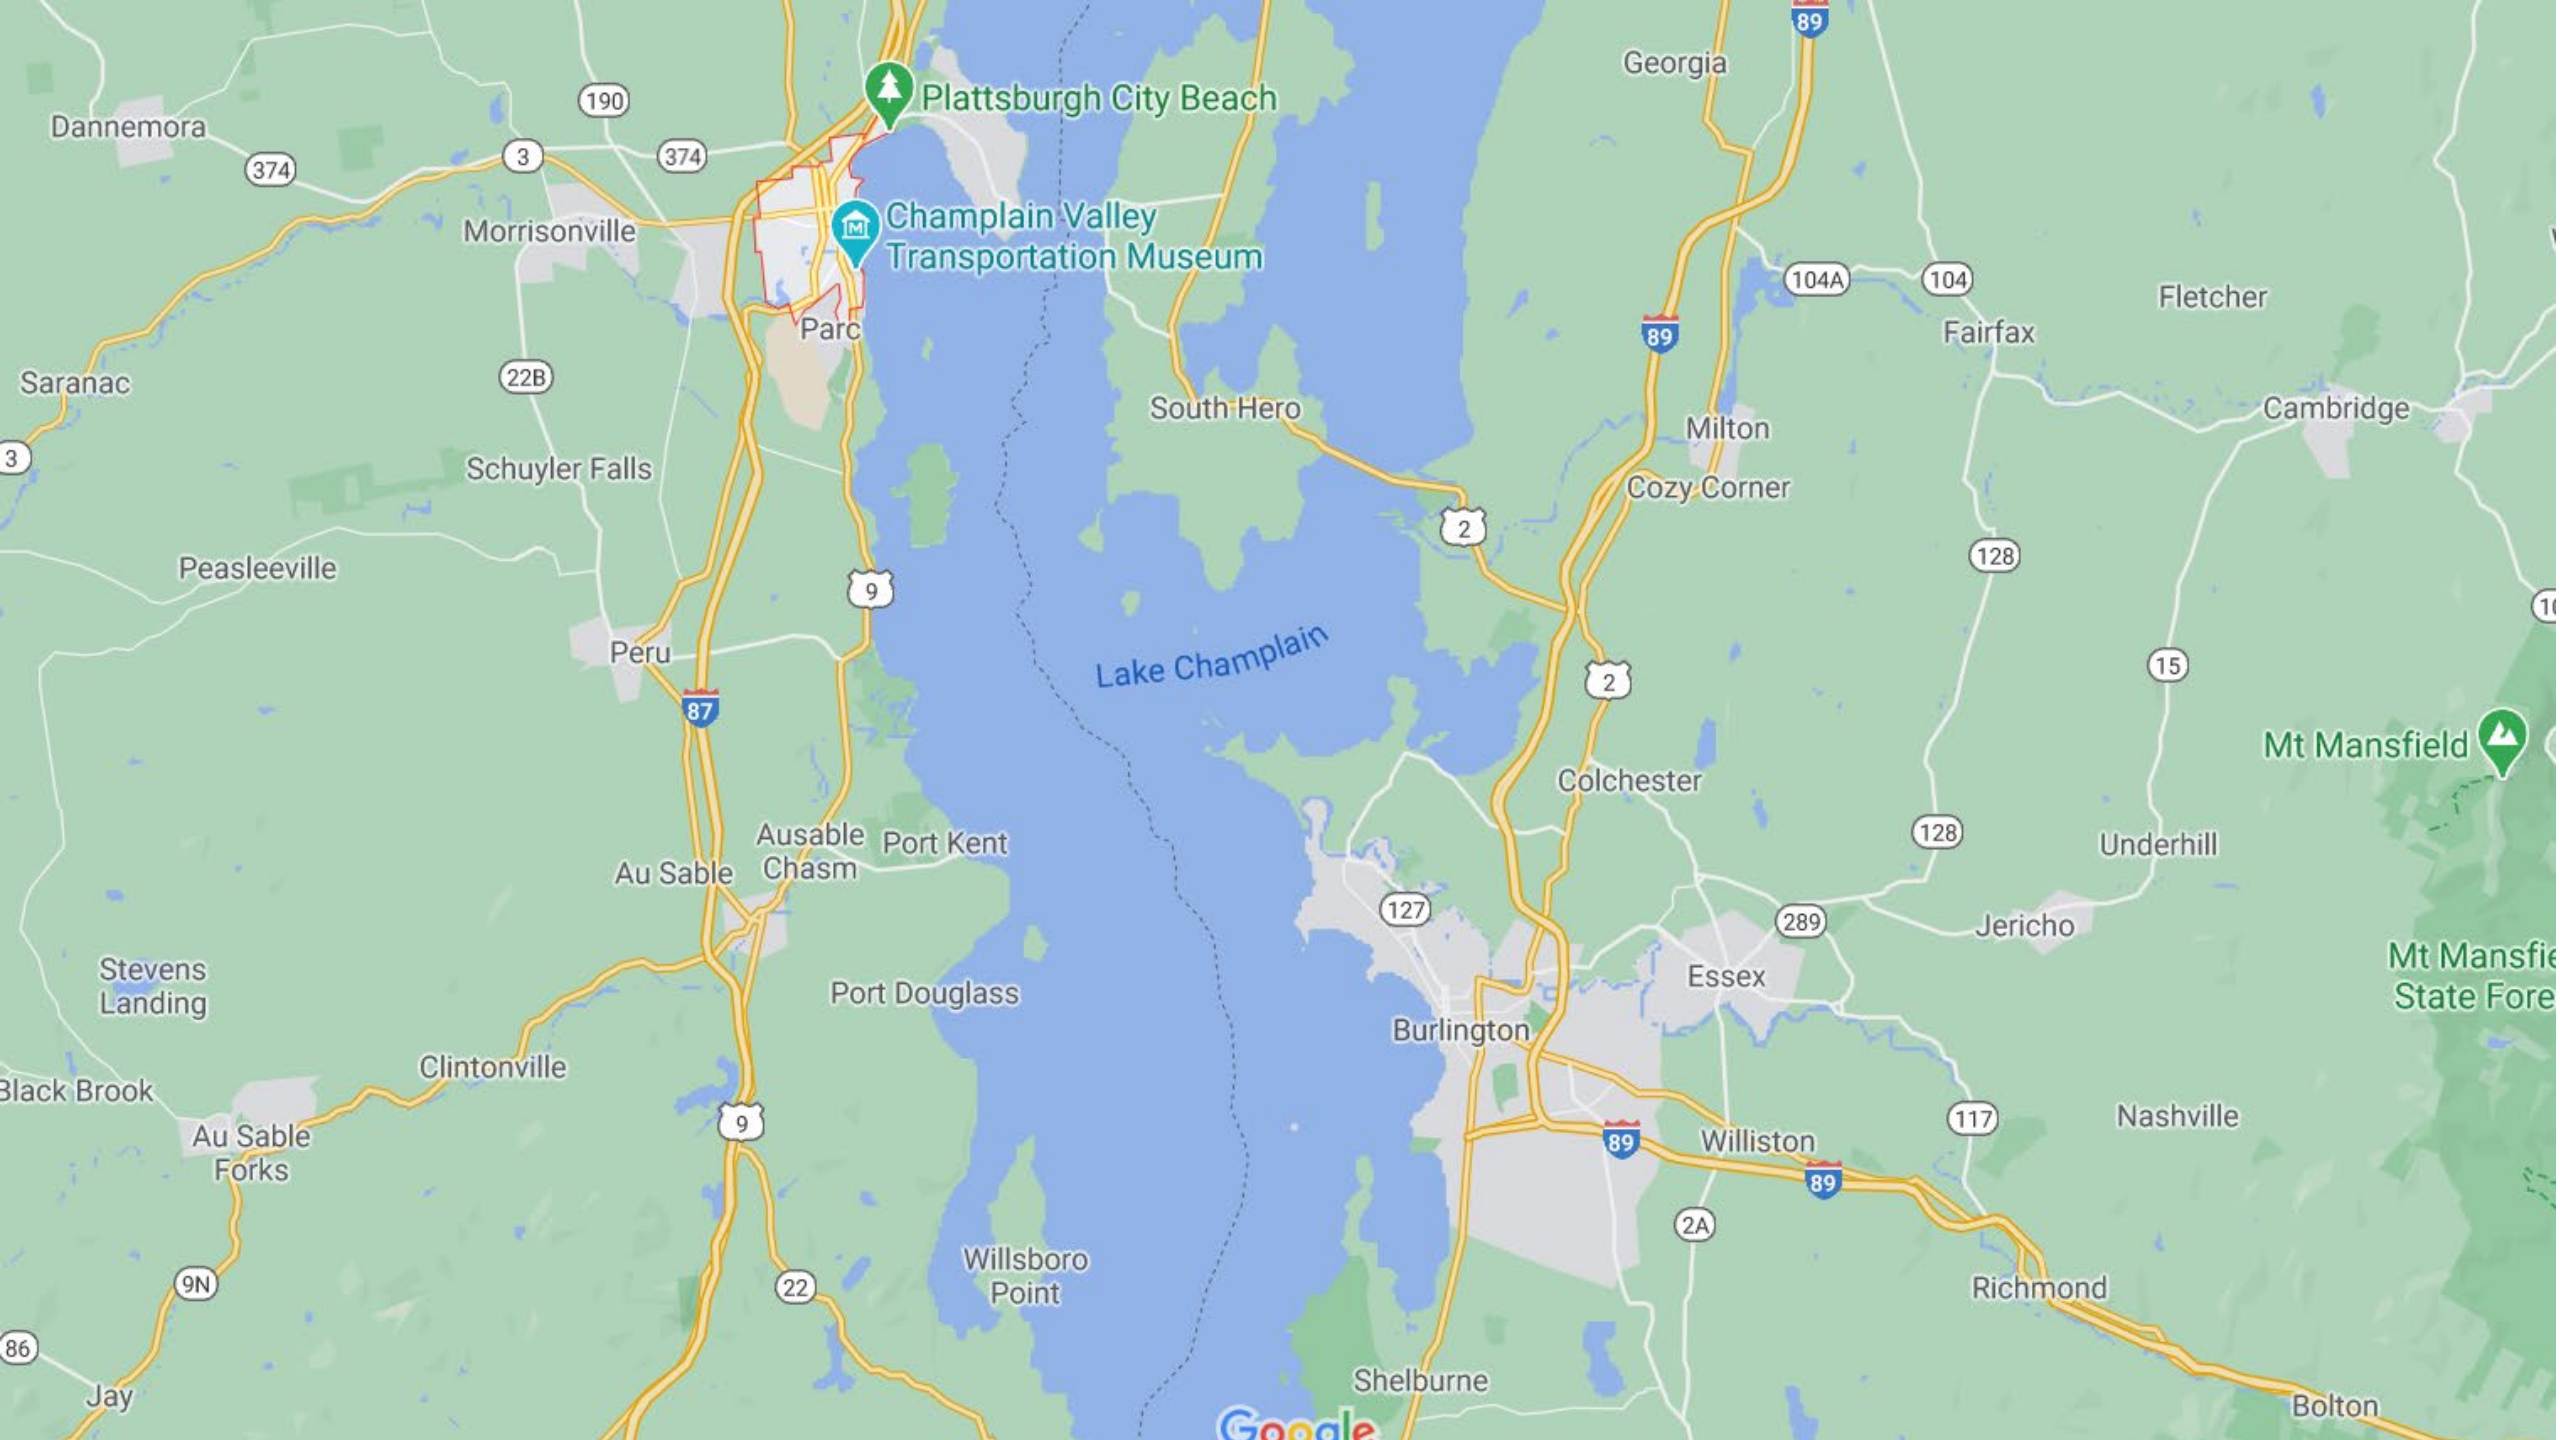 89
Georgia
Plattsburgh City Beach
190
Dannemora
3
374
374
Champlain Valley
Transportation Museum
Morrisonville
104A
104
Fletcher
Parc
89
Fairfax
22B
Saranac
South Hero
Cambridge
Milton
3
Schuyler Falls
Cozy Corner
2
128
Peasleeville
9
10
Lake Champlain
Peru
15
2
87
Mt Mansfield
Colchester
Ausable
Chasm
Port Kent
128
Underhill
Au Sable
127
289
Jericho
Stevens
Landing
Essex
Mt Mansfie
State Fore
Port Douglass
Burlington
Clintonville
Black Brook
9
117
Nashville
Au Sable
Forks
89
Williston
89
2A
Willsboro
Point
9N
22
Richmond
86
Shelburne
Jay
Bolton
Google